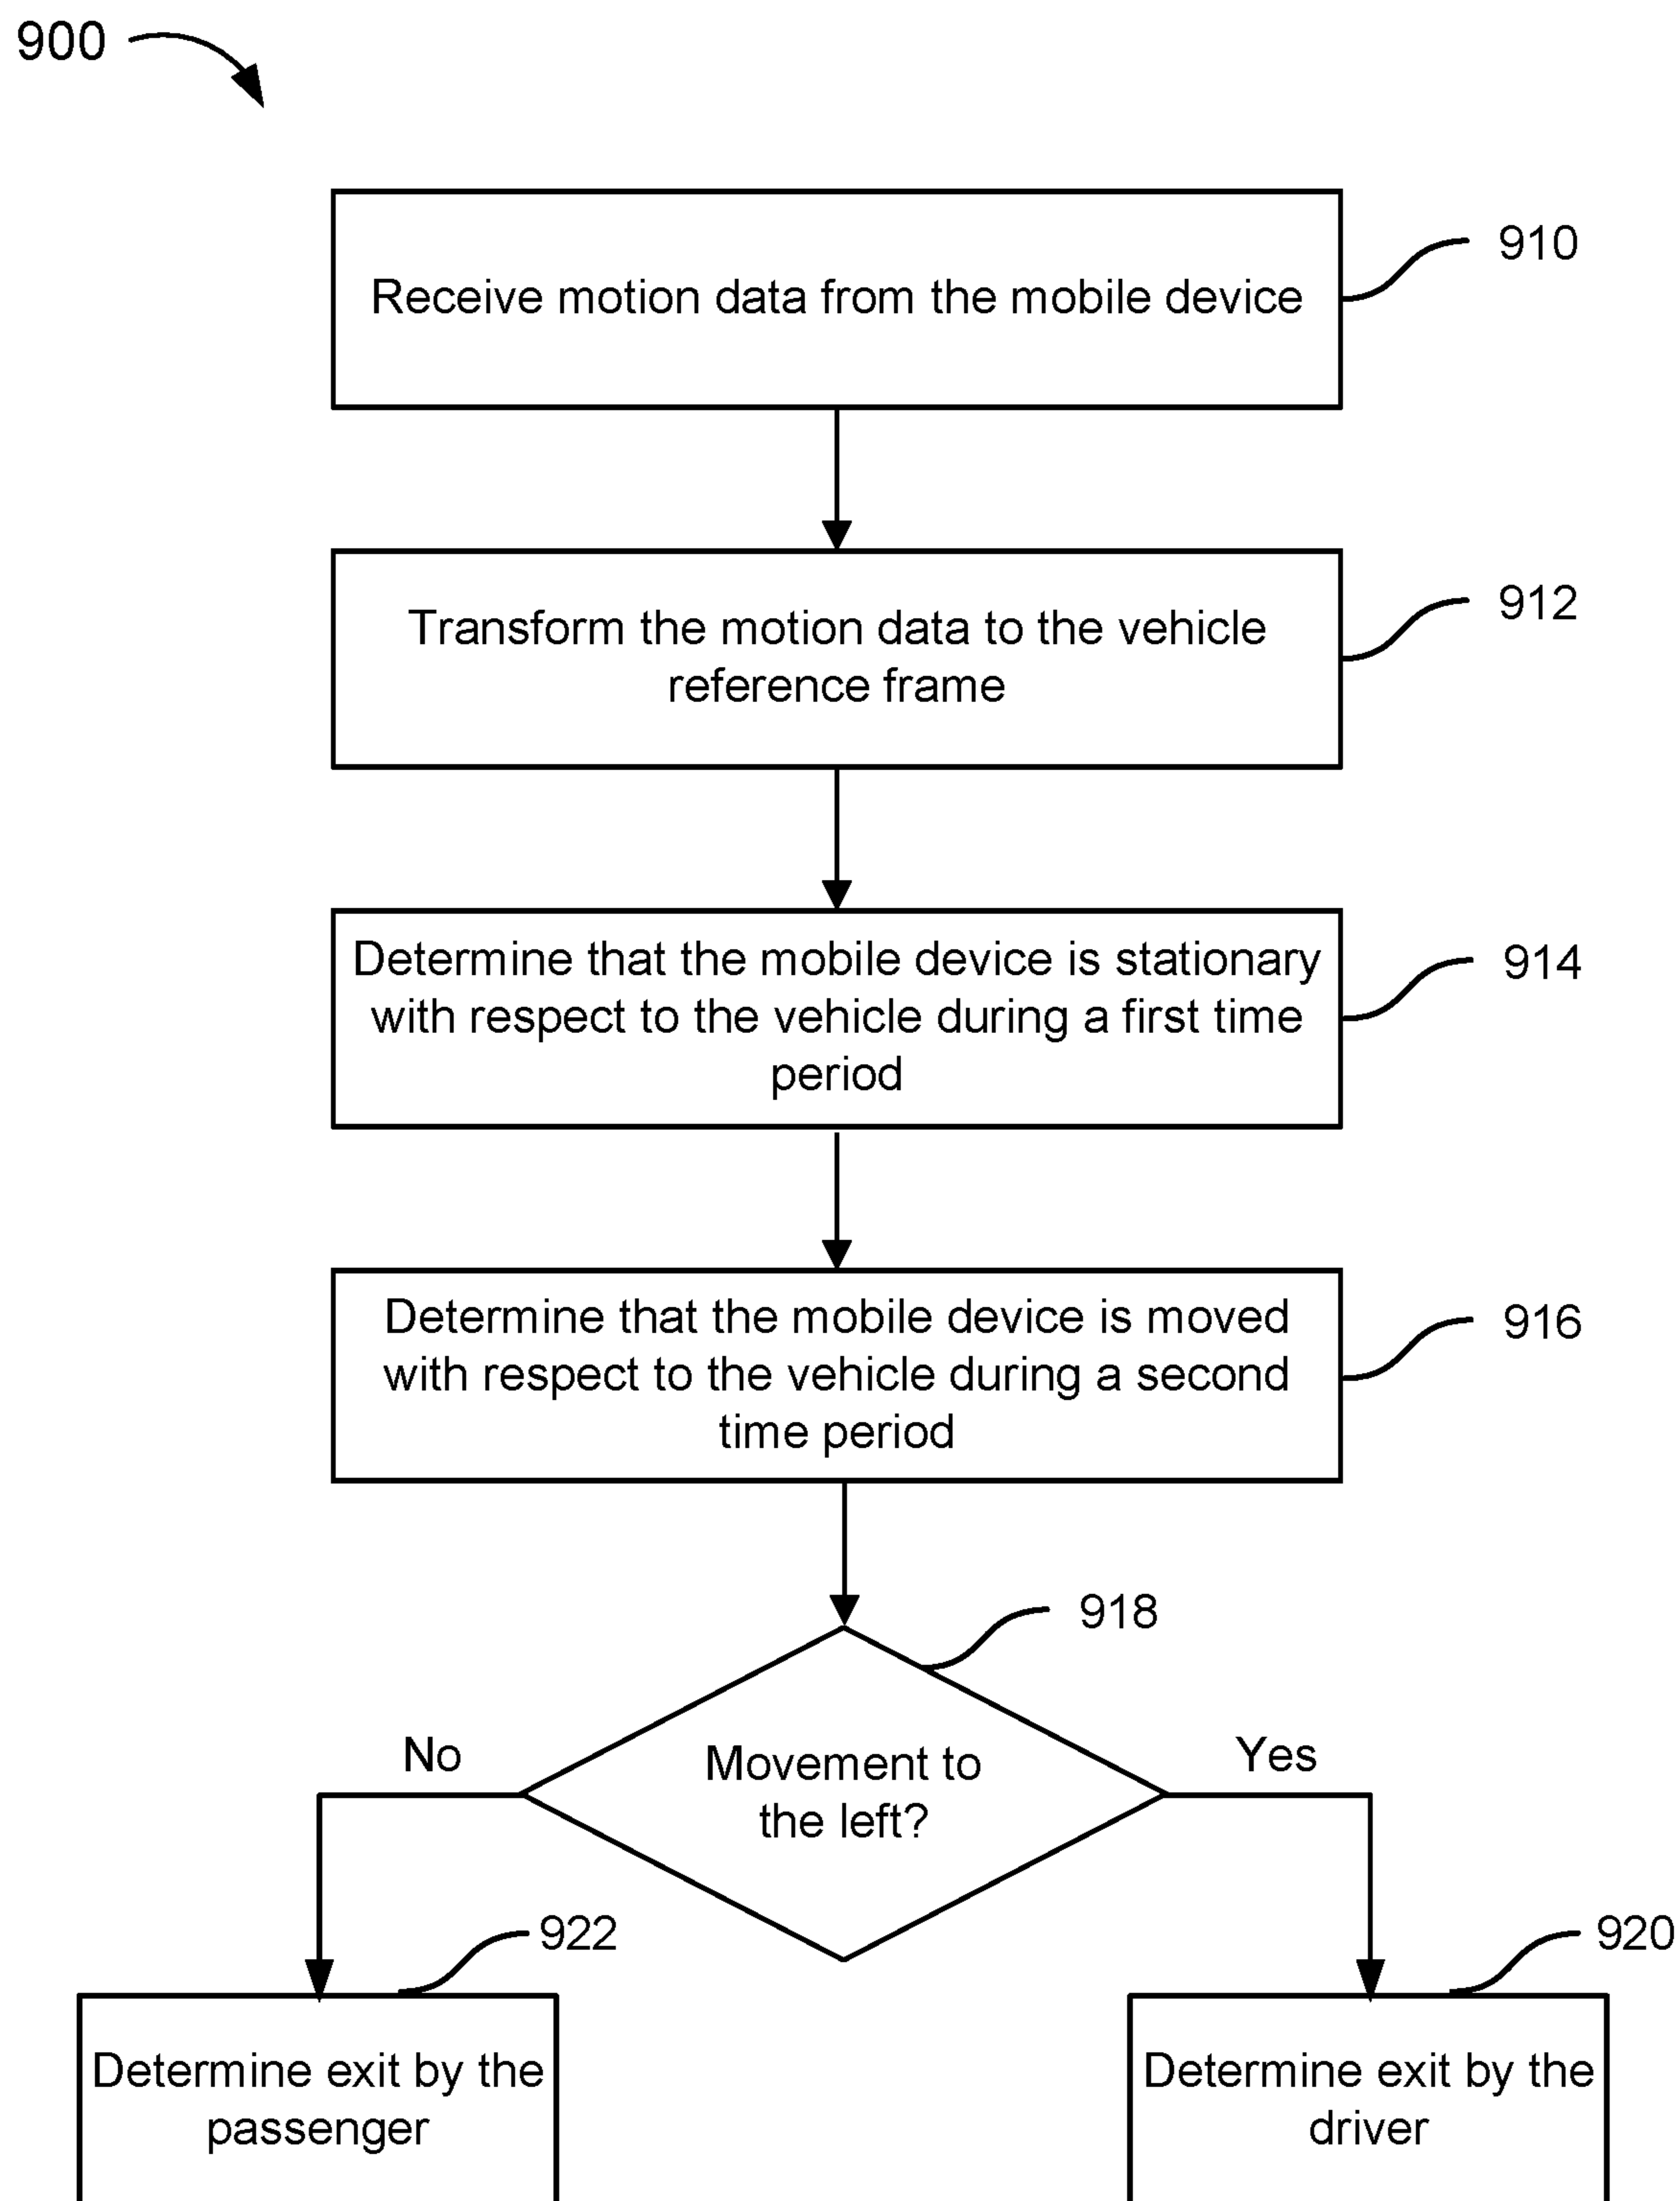 900
Receive motion data from the mobile device
910
Transform the motion data to the vehicle
reference frame
912
Determine that the mobile device is stationary
with respect to the vehicle during a first time
period
914
Determine that the mobile device is moved
with respect to the vehicle during a second
time period
916
918
Movement to
the left?
No
Yes
922
920
Determine exit by the
passenger
Determine exit by the
driver